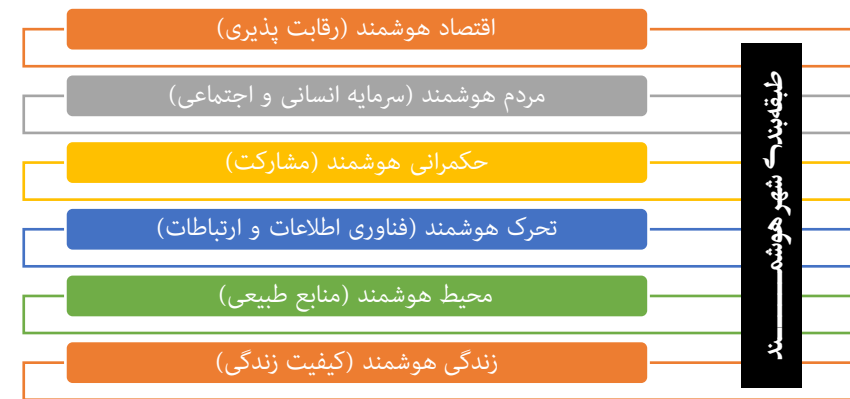 طبقه‌بندی شهر هوشمند
اقتصاد هوشمند (رقابت پذیری)
مردم هوشمند (سرمایه انسانی و اجتماعی)
حکمرانی هوشمند (مشارکت)
تحرک هوشمند (فناوری اطلاعات و ارتباطات)
محیط هوشمند (منابع طبیعی)
زندگی هوشمند (کیفیت زندگی)